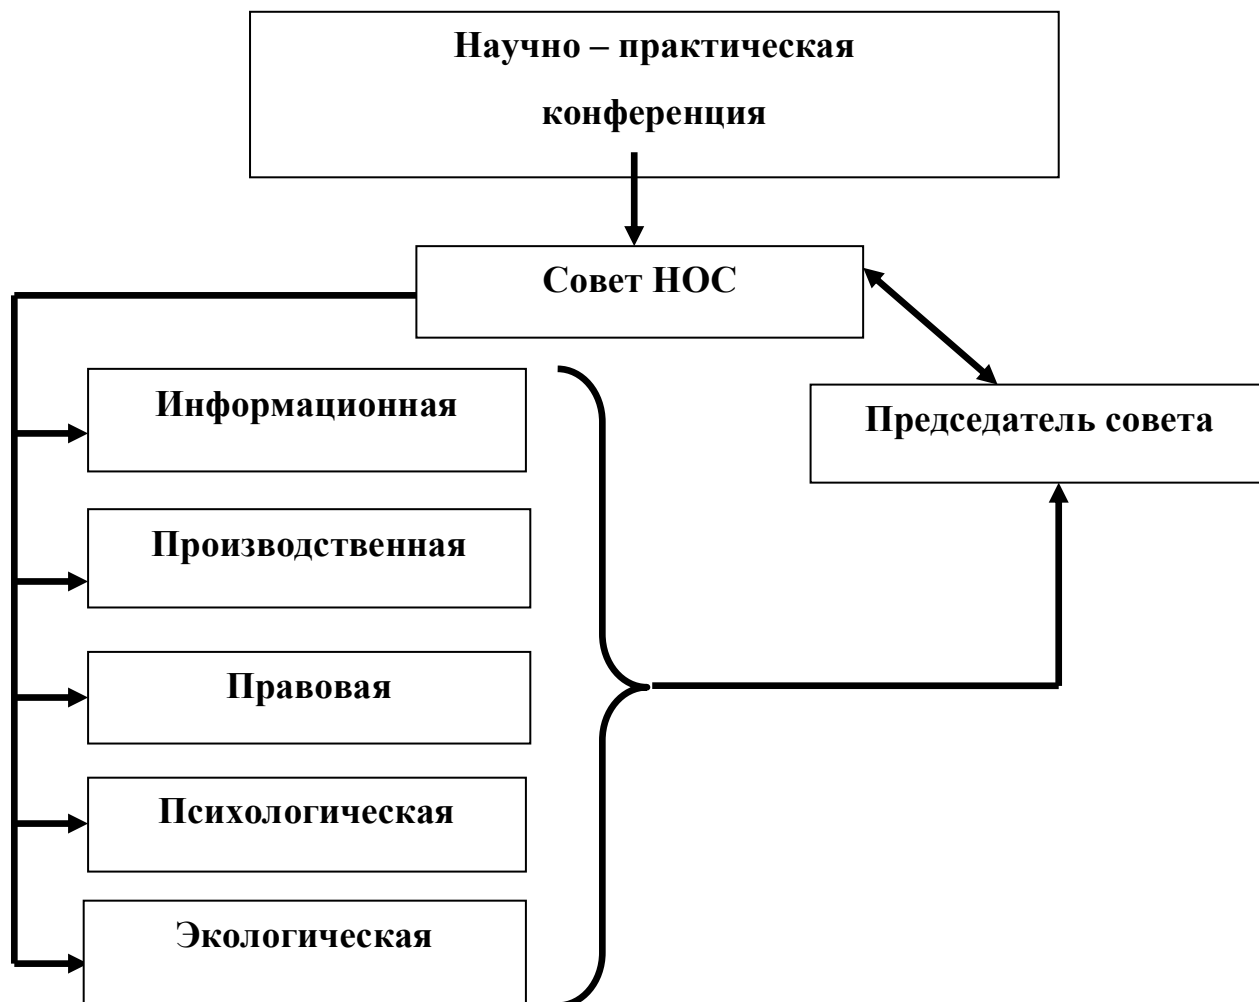 Научно – практическая
конференция
Совет НОС
Информационная
Председатель совета
Производственная
Правовая
Психологическая
Экологическая